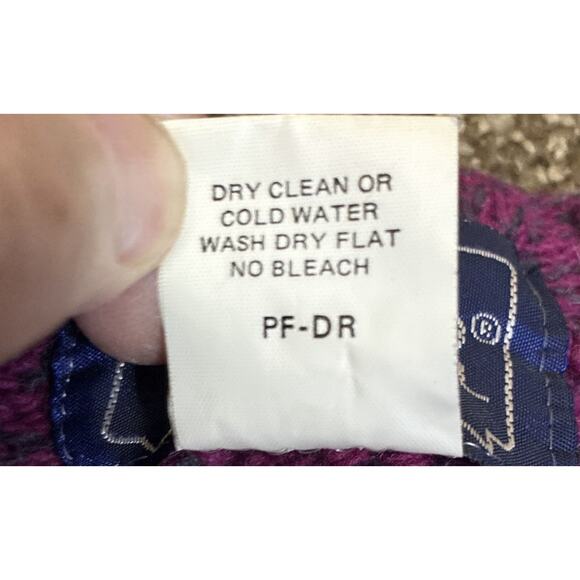 DRY CLEAN OR
COLD WATER
WASH DRY FLAT
NO BLEACH
PF-DR
®